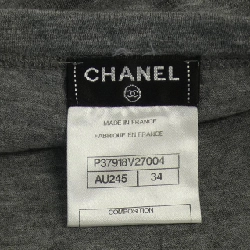 CHANEL
MADE IN FRANCE
FABRIQUE EN FRANCE
P37918V27004
AU245 34
COMPOSITION